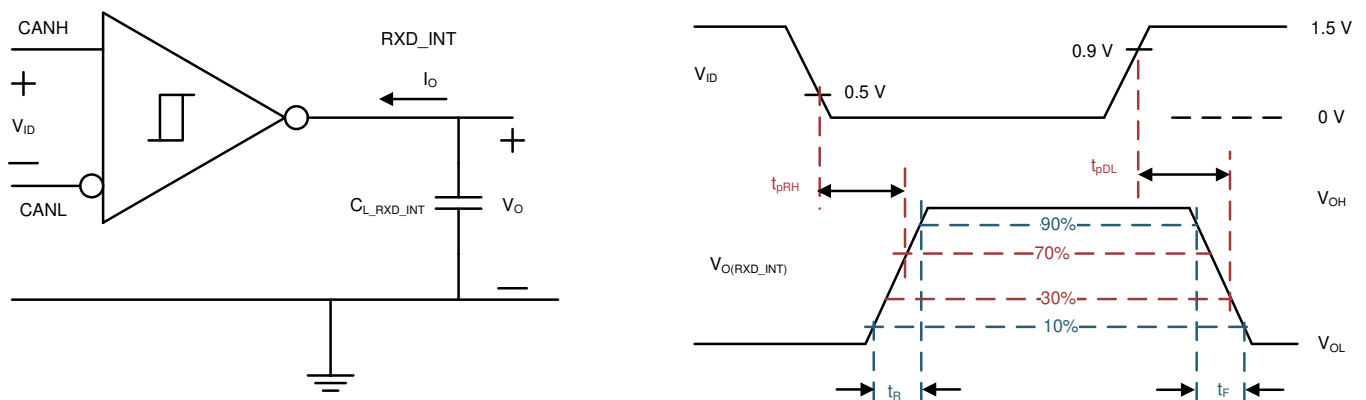 CANH
RXD_INT
I_O
+
V_ID
−
CANL
C_L_RXD_INT
+
V_O
−
V_ID
0.5 V
0.9 V
1.5 V
0 V
t_pRH
t_pDL
V_OH
90%
70%
V_O(RXD_INT)
30%
10%
V_OL
t_R
t_F